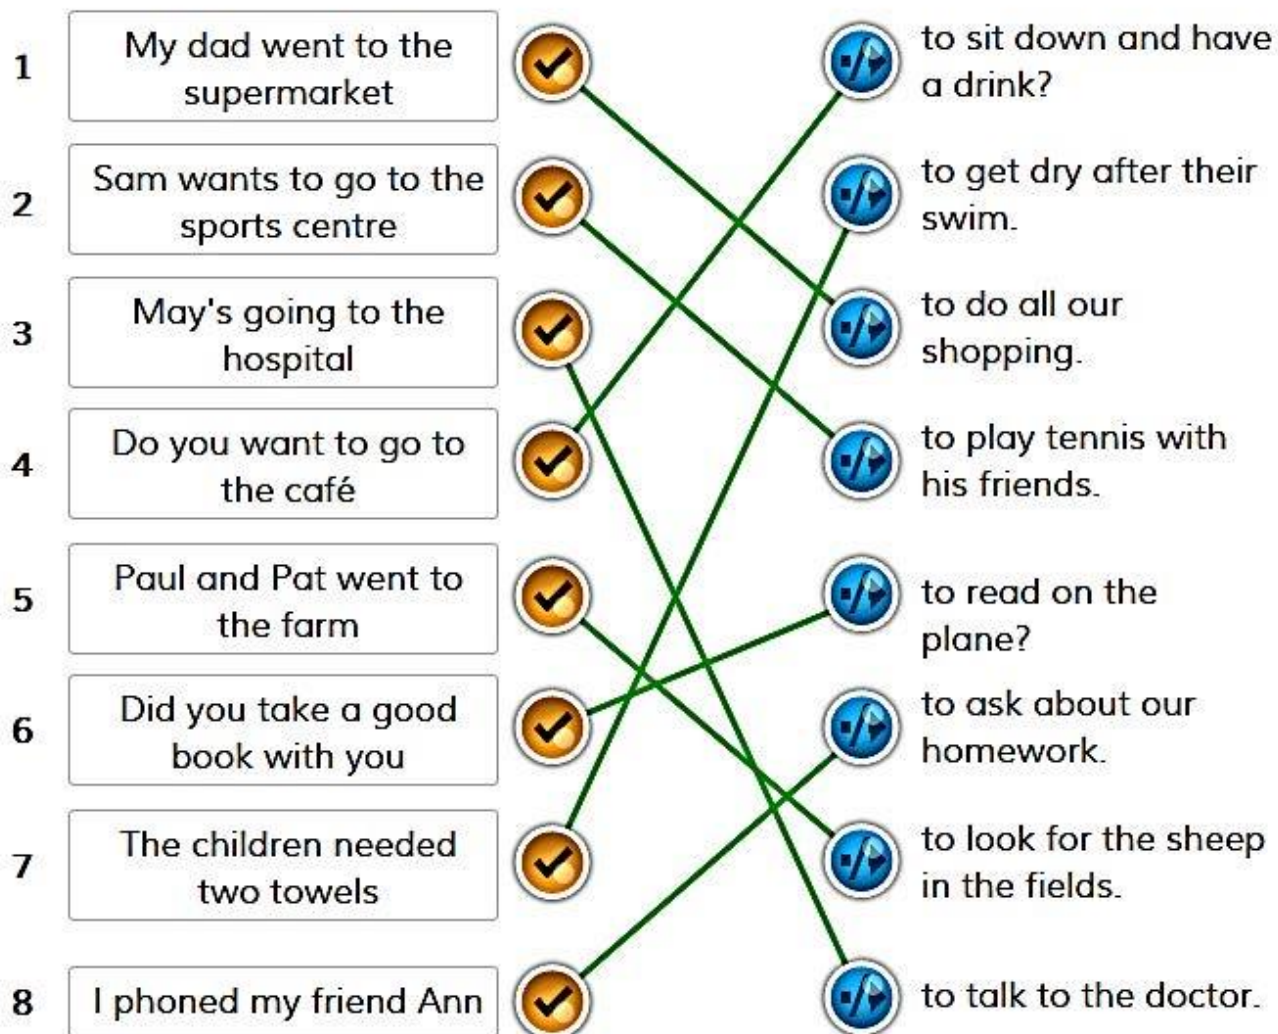 1
My dad went to the
supermarket
to sit down and have
a drink?
2
Sam wants to go to the
sports centre
to get dry after their
swim.
3
May's going to the
hospital
to do all our
shopping.
4
Do you want to go to
the café
to play tennis with
his friends.
5
Paul and Pat went to
the farm
to read on the
plane?
6
Did you take a good
book with you
to ask about our
homework.
7
The children needed
two towels
to look for the sheep
in the fields.
8
I phoned my friend Ann
to talk to the doctor.